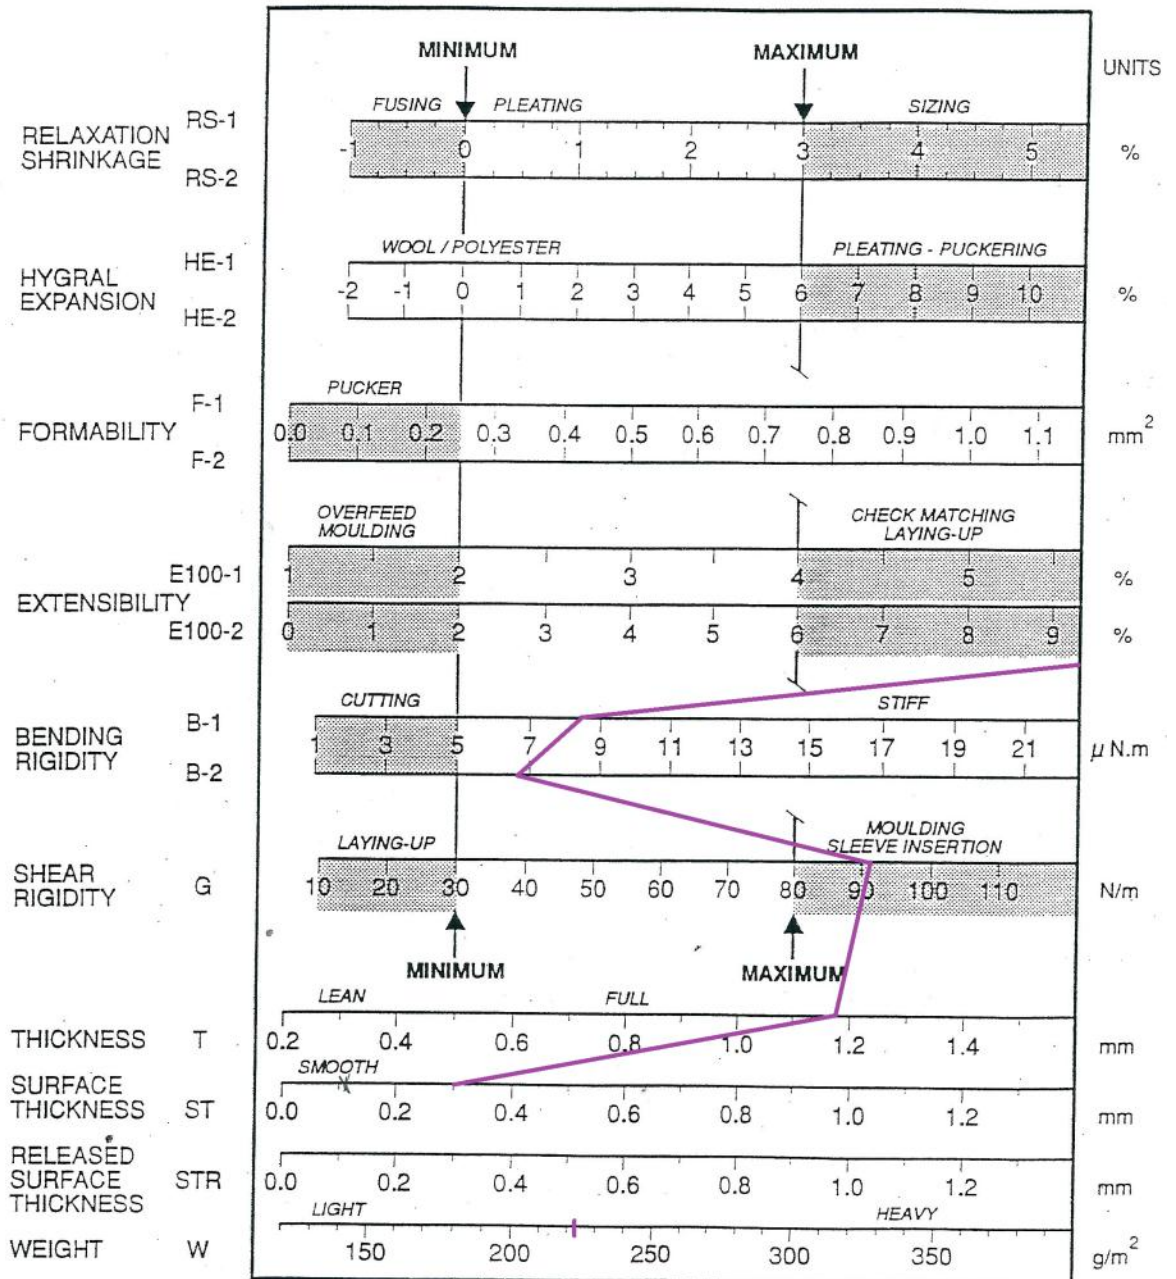 MINIMUM MAXIMUM UNITS
FUSING PLEATING SIZING
RELAXATION SHRINKAGE RS-1
-1 0 1 2 3 4 5 %
RS-2
WOOL / POLYESTER PLEATING - PUCKERING
HYGRAL EXPANSION HE-1
-2 -1 0 1 2 3 4 5 6 7 8 9 10 %
HE-2
PUCKER
F-1
FORMABILITY 0.0 0.1 0.2 0.3 0.4 0.5 0.6 0.7 0.8 0.9 1.0 1.1 mm²
F-2
OVERFEED MOULDING CHECK MATCHING LAYING-UP
E100-1 1 2 3 4 5 %
EXTENSIBILITY
E100-2 0 1 2 3 4 5 6 7 8 9 %
CUTTING STIFF
BENDING RIGIDITY B-1
1 3 5 7 9 11 13 15 17 19 21 μ N.m
B-2
LAYING-UP MOULDING SLEEVE INSERTION
SHEAR RIGIDITY G 10 20 30 40 50 60 70 80 90 100 110 N/m
MINIMUM MAXIMUM
LEAN FULL
THICKNESS T 0.2 0.4 0.6 0.8 1.0 1.2 1.4 mm
SMOOTH
SURFACE THICKNESS ST 0.0 0.2 0.4 0.6 0.8 1.0 1.2 mm
RELEASED SURFACE THICKNESS STR 0.0 0.2 0.4 0.6 0.8 1.0 1.2 mm
LIGHT HEAVY
WEIGHT W 150 200 250 300 350 g/m²